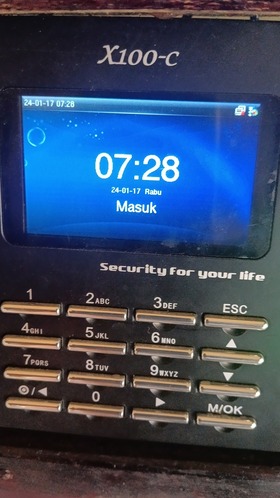 X100-C
24-01-17 07:28
07:28
24-01-17 Rabu
Masuk
Security for your life
1 2ABC 3DEF ESC
4GHI 5JKL 6MNO ▲
7PQRS 8TUV 9WXYZ ▼
⊙/◀ 0 ▶ M/OK